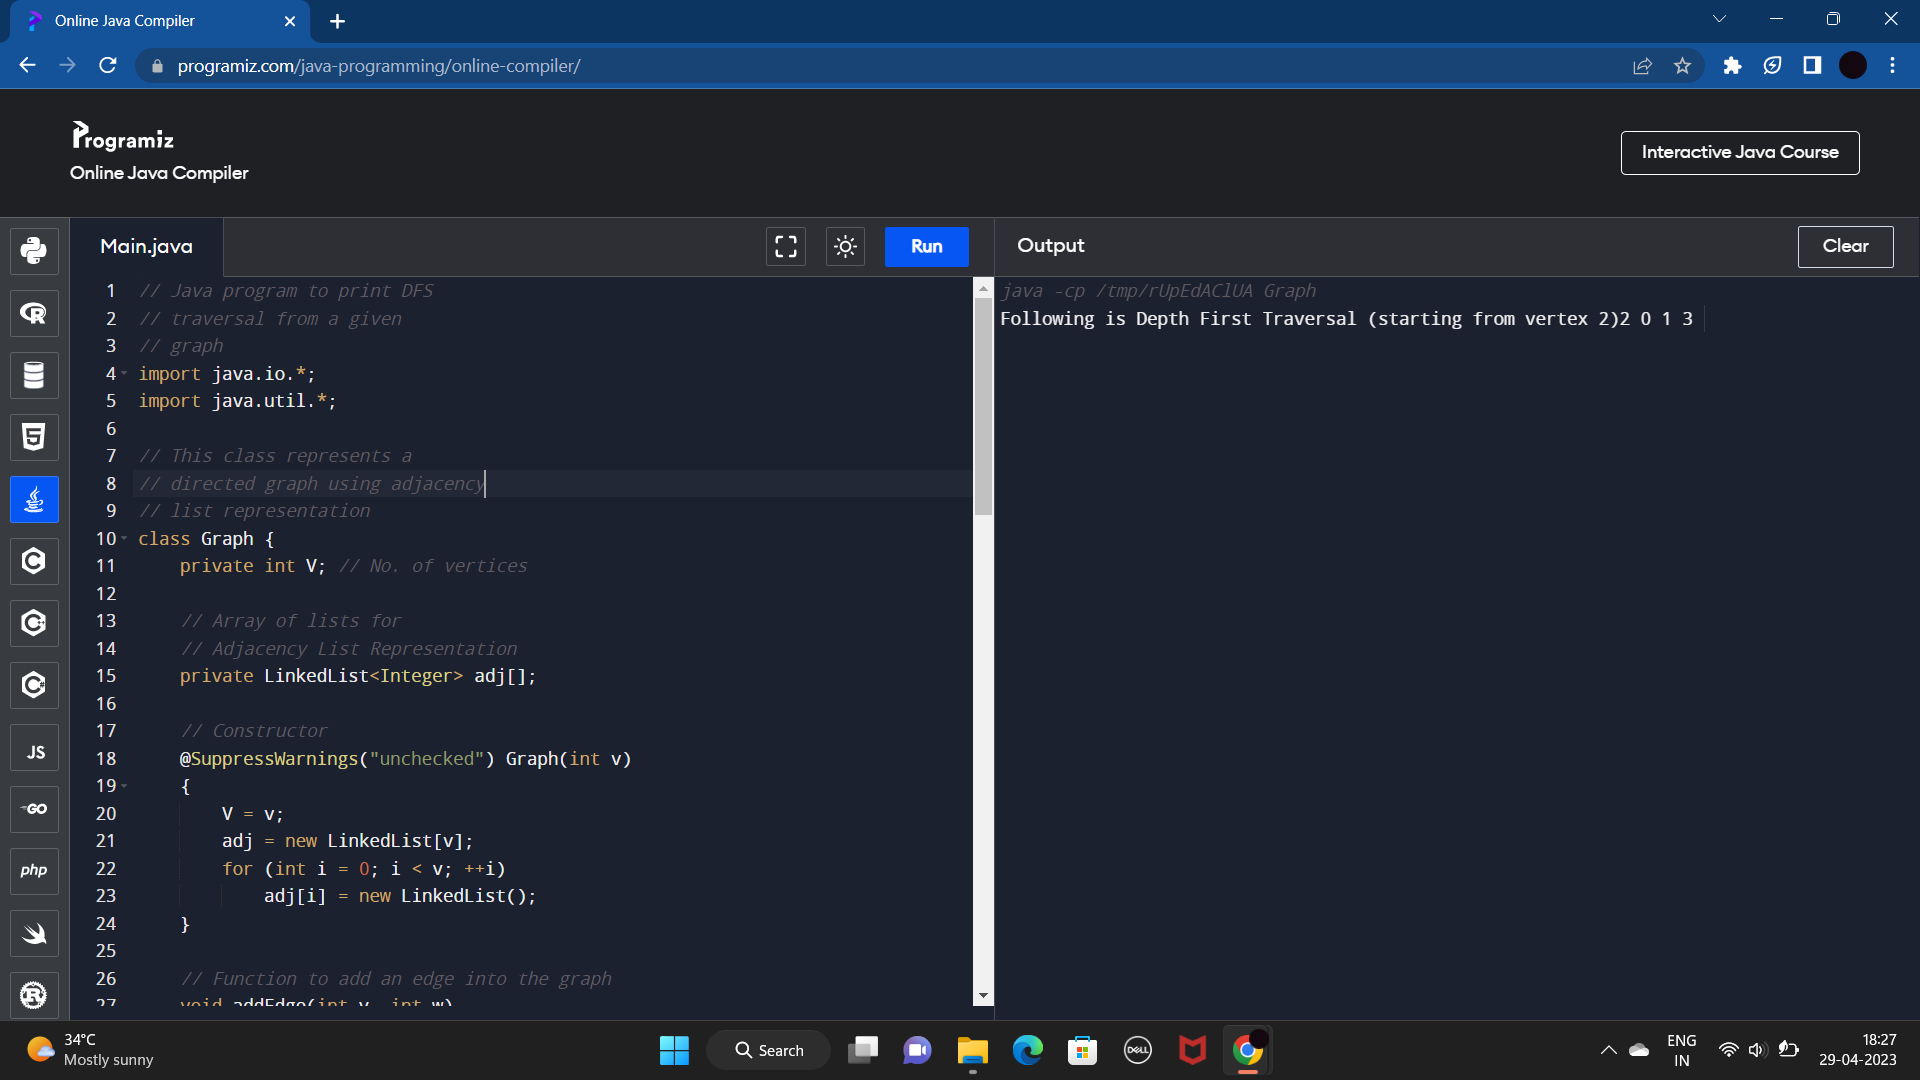 Online Java Compiler
programiz.com/java-programming/online-compiler/
Programiz
Online Java Compiler
Interactive Java Course
Main.java
Run
Output
Clear
1 // Java program to print DFS
2 // traversal from a given
3 // graph
4 import java.io.*;
5 import java.util.*;
6
7 // This class represents a
8 // directed graph using adjacency
9 // list representation
10 class Graph {
11 private int V; // No. of vertices
12
13 // Array of lists for
14 // Adjacency List Representation
15 private LinkedList<Integer> adj[];
16
17 // Constructor
18 @SuppressWarnings("unchecked") Graph(int v)
19 {
20 V = v;
21 adj = new LinkedList[v];
22 for (int i = 0; i < v; ++i)
23 adj[i] = new LinkedList();
24 }
25
26 // Function to add an edge into the graph
27 void addEdge(int v, int w)
java -cp /tmp/rUpEdAClUA Graph
Following is Depth First Traversal (starting from vertex 2)2 0 1 3
JS
GO
php
34°C
Mostly sunny
Search
DELL
ENG
IN
18:27
29-04-2023